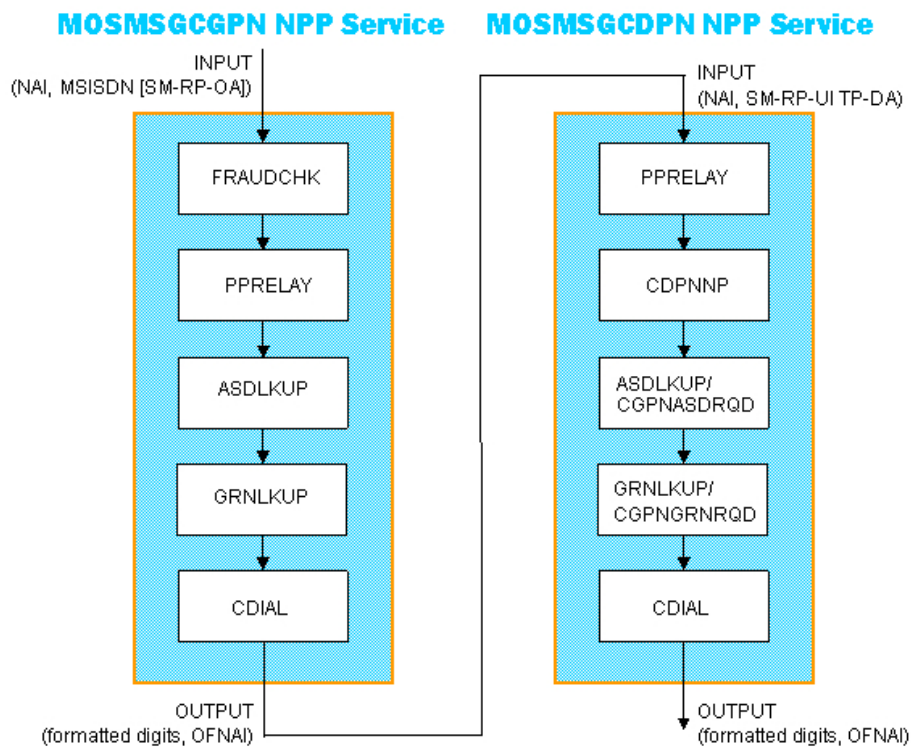 MOSMSGCGPN NPP Service
INPUT
(NAI, MSISDN [SM-RP-OA])
FRAUDCHK
PPRELAY
ASDLKUP
GRNLKUP
CDIAL
OUTPUT
(formatted digits, OFNAI)
MOSMSGCDPN NPP Service
INPUT
(NAI, SM-RP-UI TP-DA)
PPRELAY
CDPNNP
ASDLKUP/
CGPNASDRQD
GRNLKUP/
CGPNGRNRQD
CDIAL
OUTPUT
(formatted digits, OFNAI)